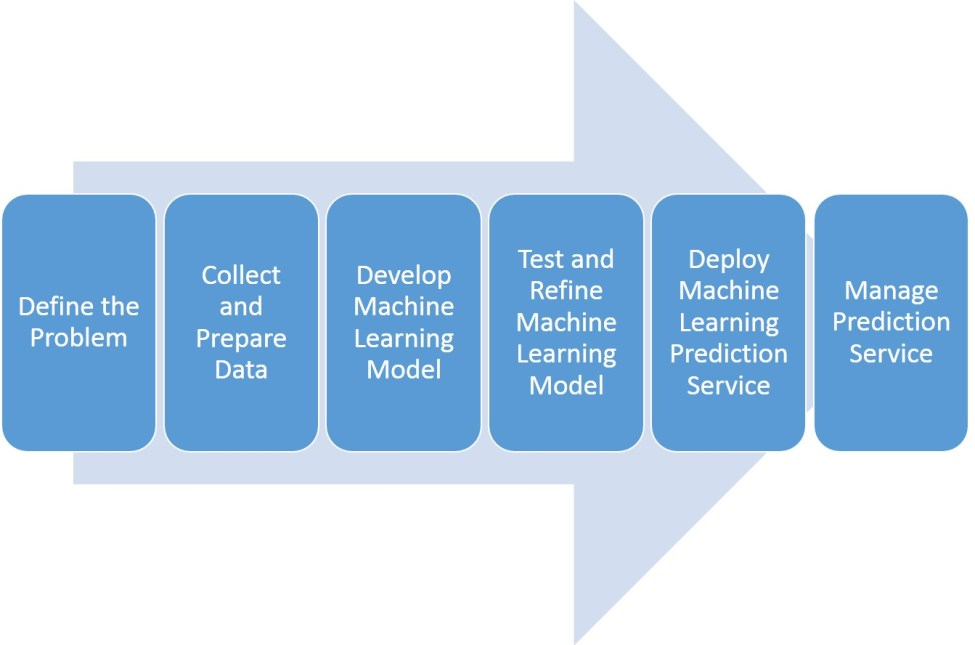 Define the
Problem
Collect
and
Prepare
Data
Develop
Machine
Learning
Model
Test and
Refine
Machine
Learning
Model
Deploy
Machine
Learning
Prediction
Service
Manage
Prediction
Service